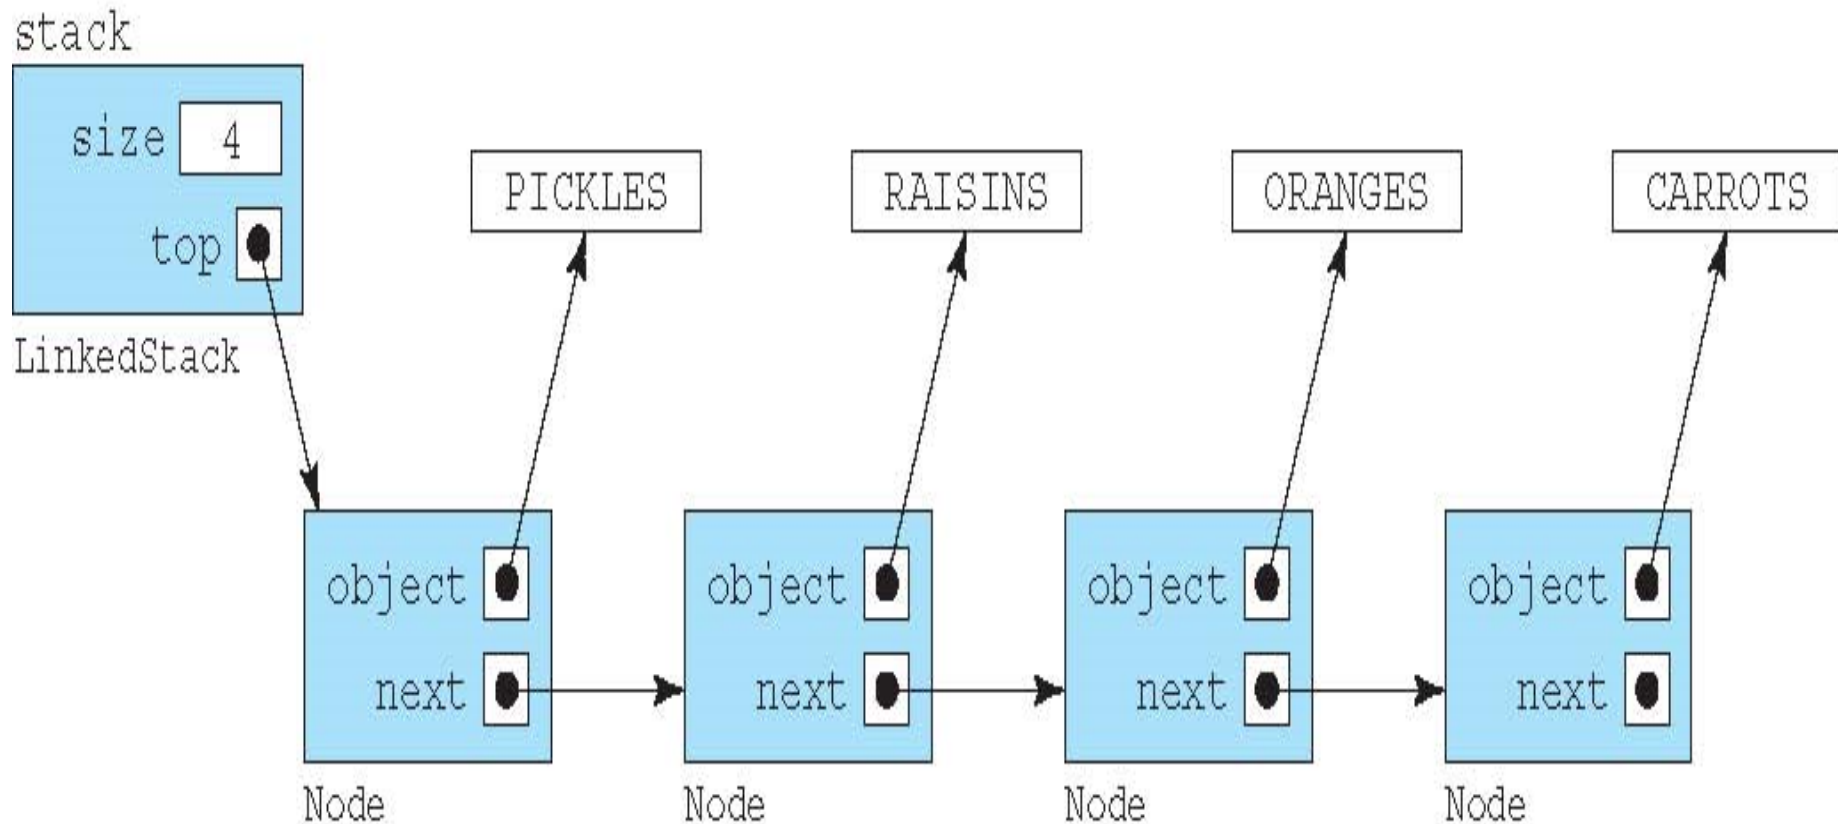 stack
size 4
top
LinkedStack
PICKLES
RAISINS
ORANGES
CARROTS
object
next
Node
object
next
Node
object
next
Node
object
next
Node